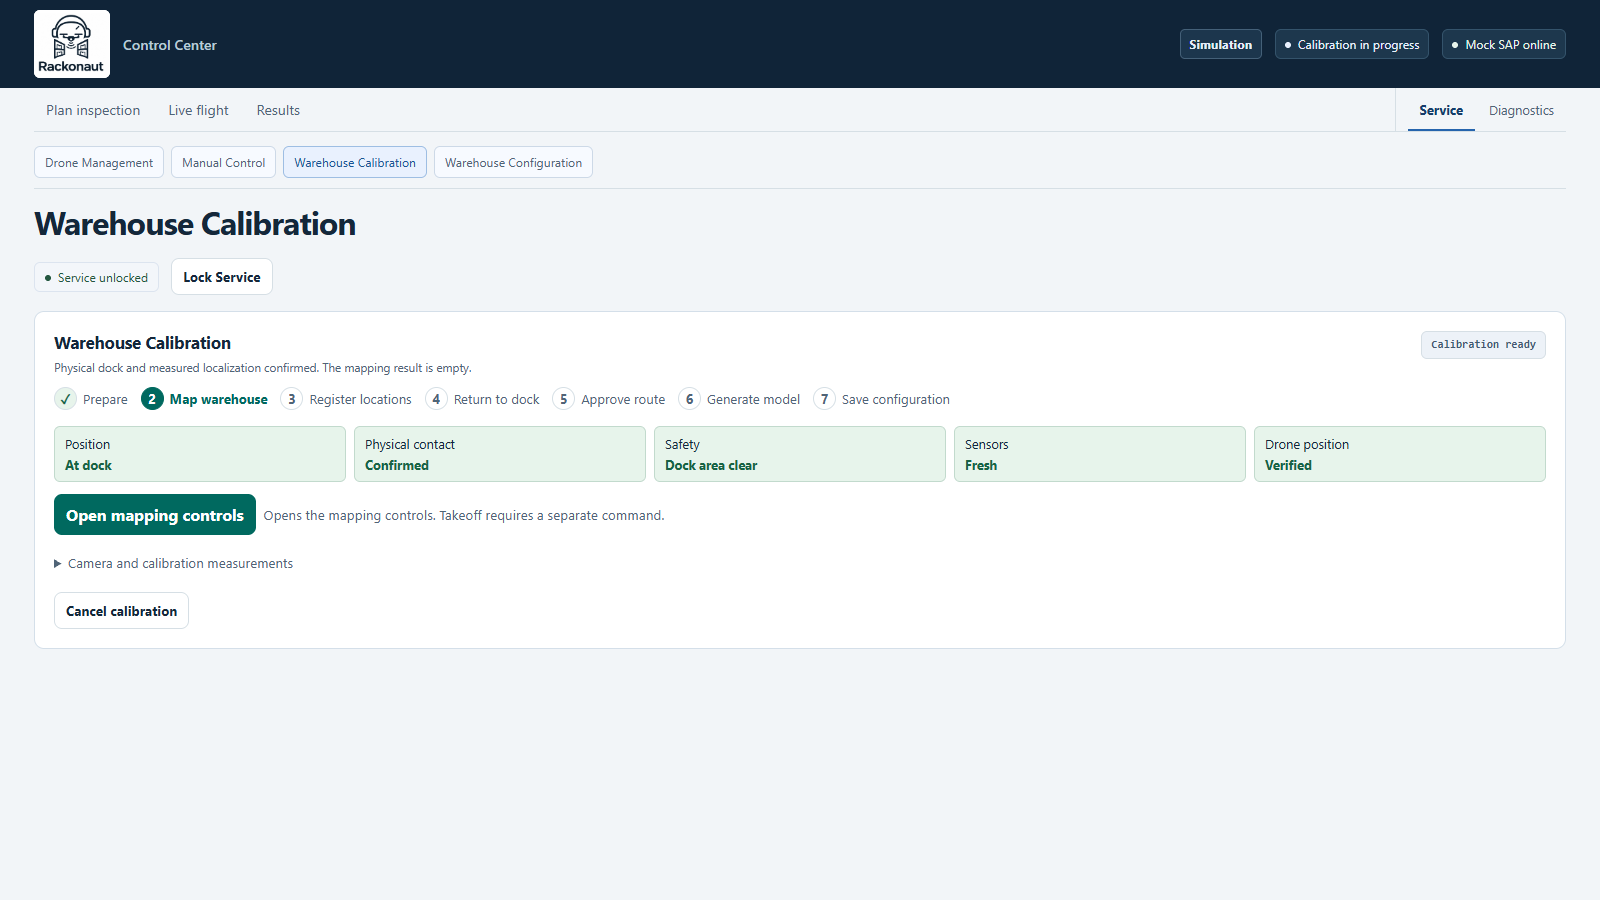 Rackonaut
Control Center
Simulation
Calibration in progress
Mock SAP online
Plan inspection
Live flight
Results
Service
Diagnostics
Drone Management
Manual Control
Warehouse Calibration
Warehouse Configuration
Warehouse Calibration
Service unlocked
Lock Service
Warehouse Calibration
Calibration ready
Physical dock and measured localization confirmed. The mapping result is empty.
✓ Prepare
2 Map warehouse
3 Register locations
4 Return to dock
5 Approve route
6 Generate model
7 Save configuration
Position
At dock
Physical contact
Confirmed
Safety
Dock area clear
Sensors
Fresh
Drone position
Verified
Open mapping controls
Opens the mapping controls. Takeoff requires a separate command.
Camera and calibration measurements
Cancel calibration